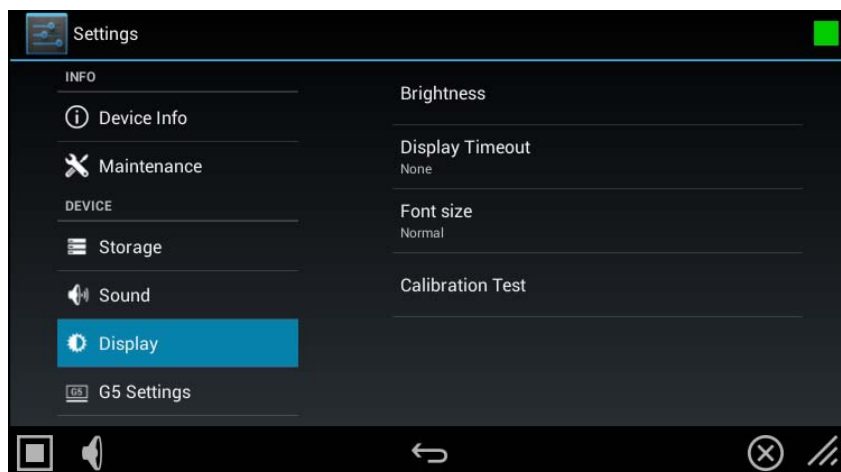 Settings
INFO
Device Info
Maintenance
DEVICE
Storage
Sound
Display
G5 G5 Settings
Brightness
Display Timeout
None
Font size
Normal
Calibration Test